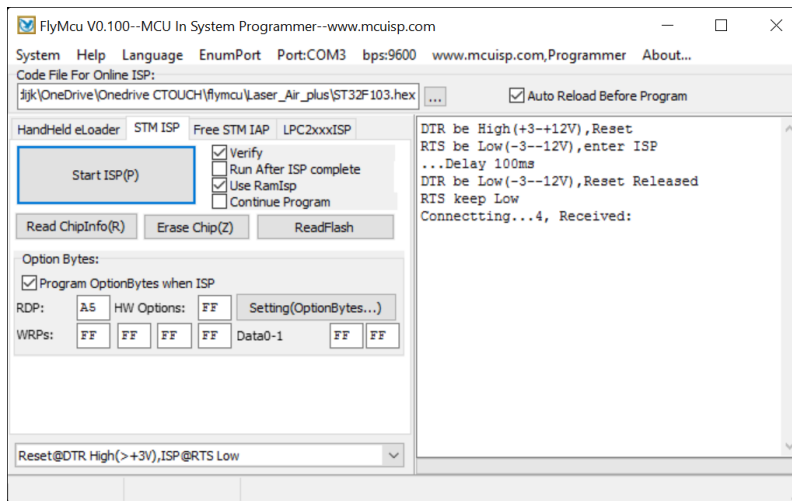 FlyMcu V0.100--MCU In System Programmer--www.mcuisp.com
System Help Language EnumPort Port:COM3 bps:9600 www.mcuisp.com,Programmer About...
Code File For Online ISP:
dijk\OneDrive\Onedrive CTOUCH\flymcu\Laser_Air_plus\ST32F103.hex ... Auto Reload Before Program
HandHeld eLoader STM ISP Free STM IAP LPC2xxxISP
Start ISP(P)
Verify
Run After ISP complete
Use RamIsp
Continue Program
Read ChipInfo(R) Erase Chip(Z) ReadFlash
Option Bytes:
Program OptionBytes when ISP
RDP: A5 HW Options: FF Setting(OptionBytes...)
WRPs: FF FF FF FF Data0-1 FF FF
Reset@DTR High(>+3V),ISP@RTS Low
DTR be High(+3-+12V),Reset
RTS be Low(-3--12V),enter ISP
...Delay 100ms
DTR be Low(-3--12V),Reset Released
RTS keep Low
Connectting...4, Received: